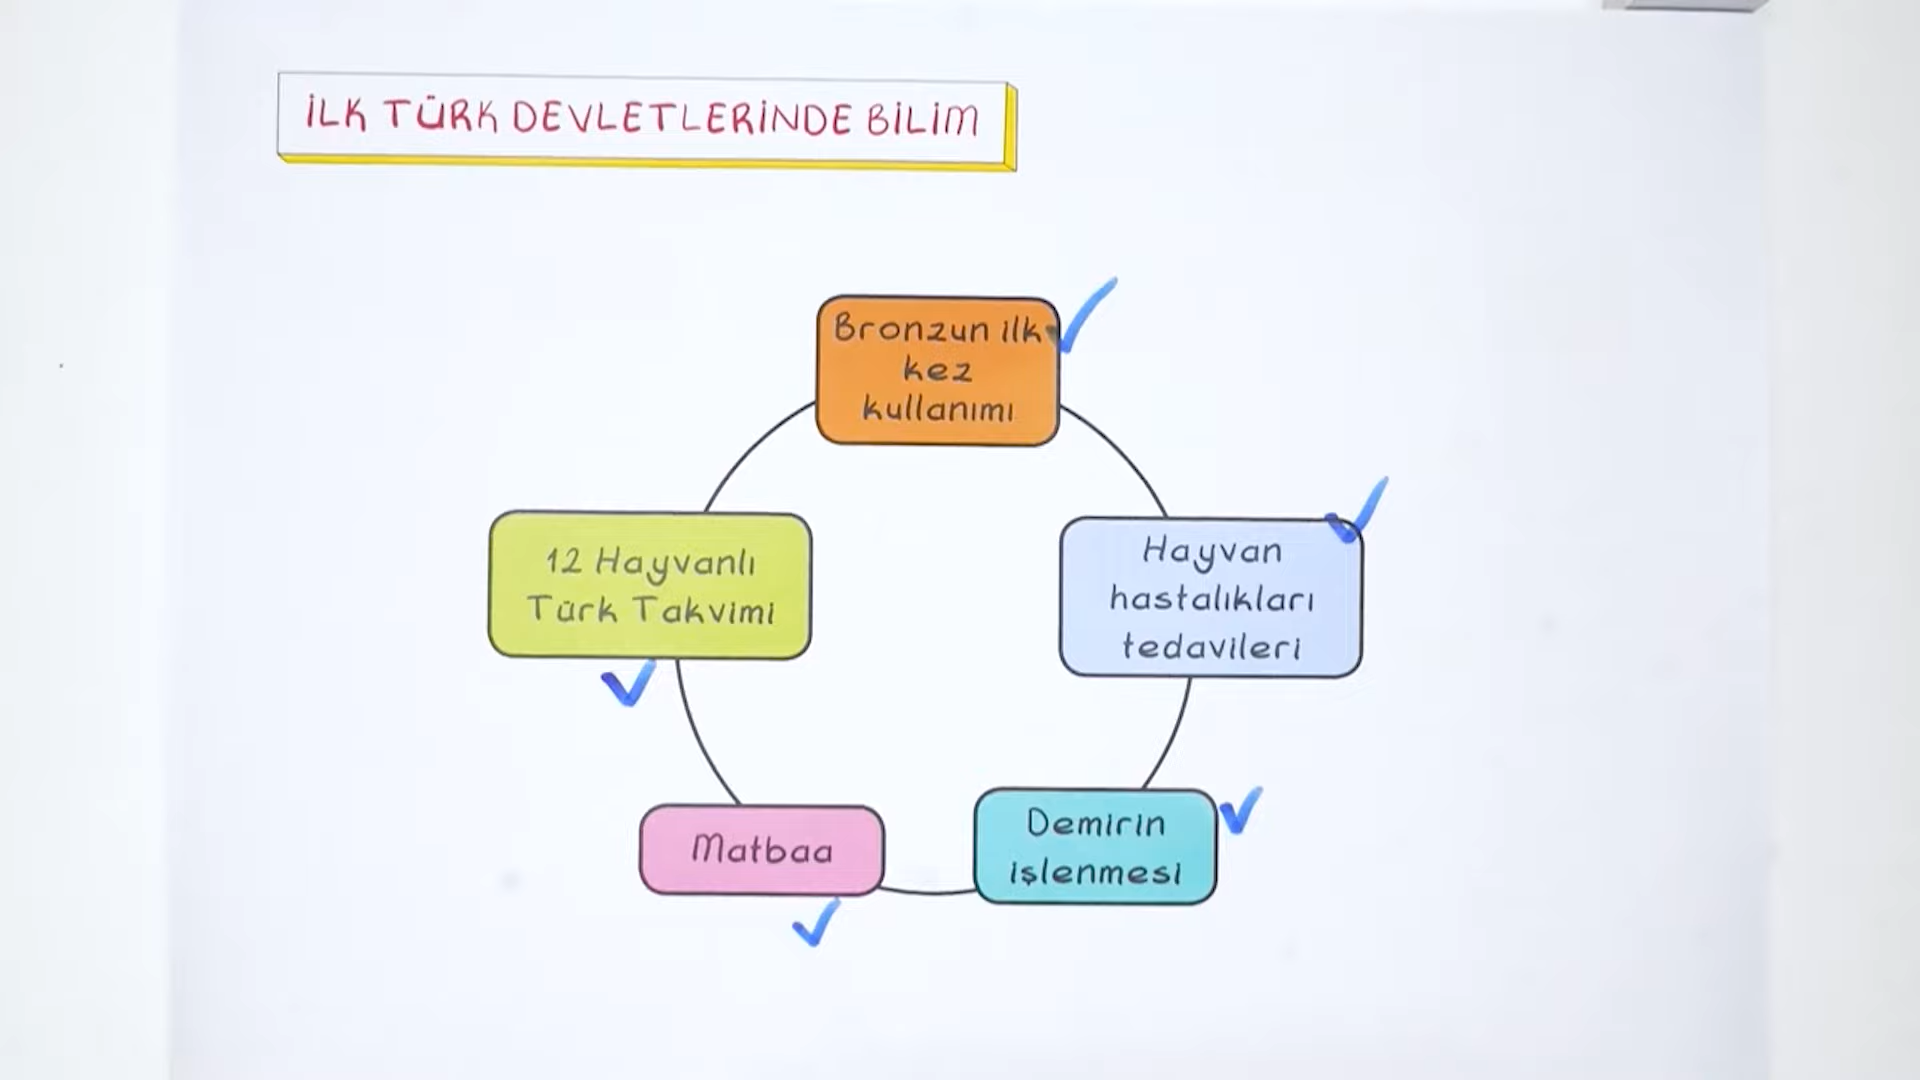 İLK TÜRK DEVLETLERİNDE BİLİM
Bronzun ilk
kez
kullanımı
12 Hayvanlı
Türk Takvimi
Hayvan
hastalıkları
tedavileri
Matbaa
Demirin
işlenmesi